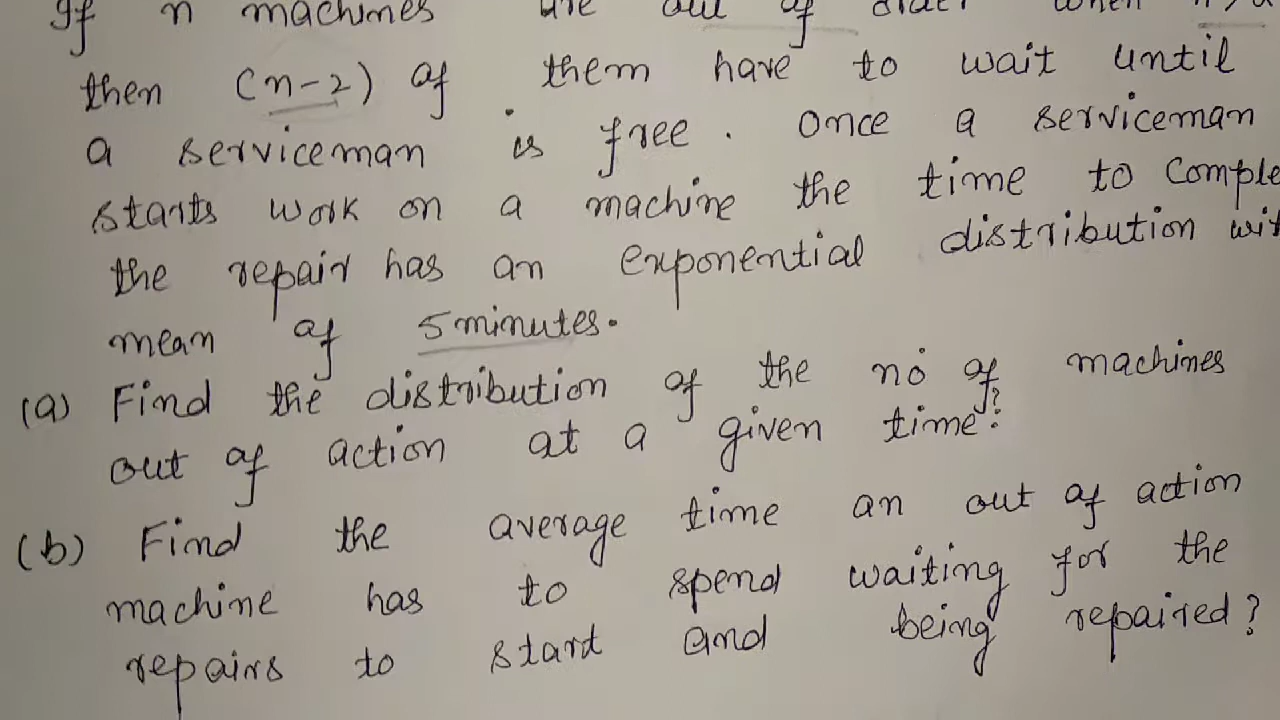 If n machines are out of order when n>
then (n-2) of them have to wait until
a serviceman is free. Once a serviceman
starts work on a machine the time to comple
the repair has an exponential distribution wit
mean of 5 minutes.
(a) Find the distribution of the no of machines
out of action at a given time?
(b) Find the average time an out of action
machine has to spend waiting for the
repairs to start and being repaired?